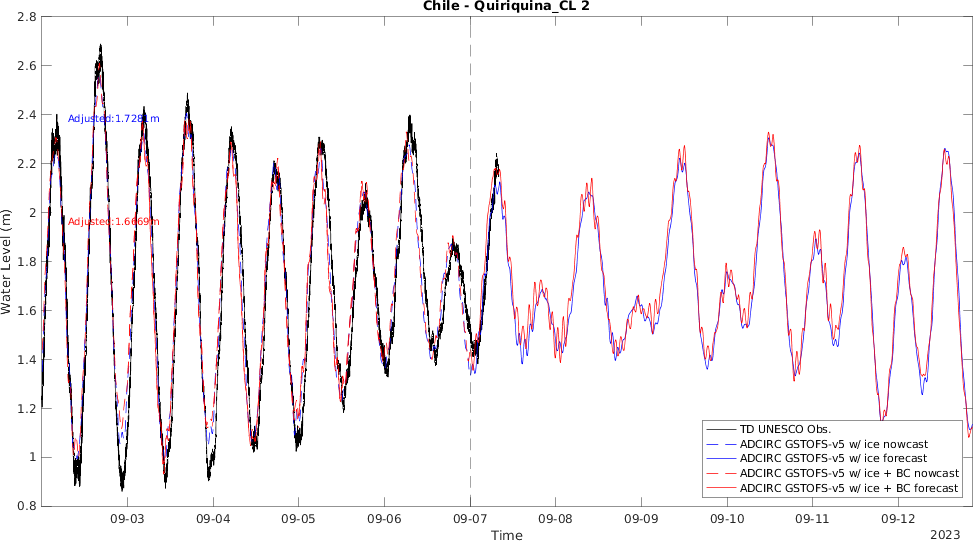 Chile - Quiriquina_CL 2
2.8
2.6
2.4
2.2
2
1.8
1.6
1.4
1.2
1
0.8
Water Level (m)
Adjusted:1.6669m
TD UNESCO Obs.
ADCIRC GSTOFS-v5 w/ ice nowcast
ADCIRC GSTOFS-v5 w/ ice forecast
ADCIRC GSTOFS-v5 w/ ice + BC nowcast
ADCIRC GSTOFS-v5 w/ ice + BC forecast
09-03 09-04 09-05 09-06 09-07 09-08 09-09 09-10 09-11 09-12
Time
2023